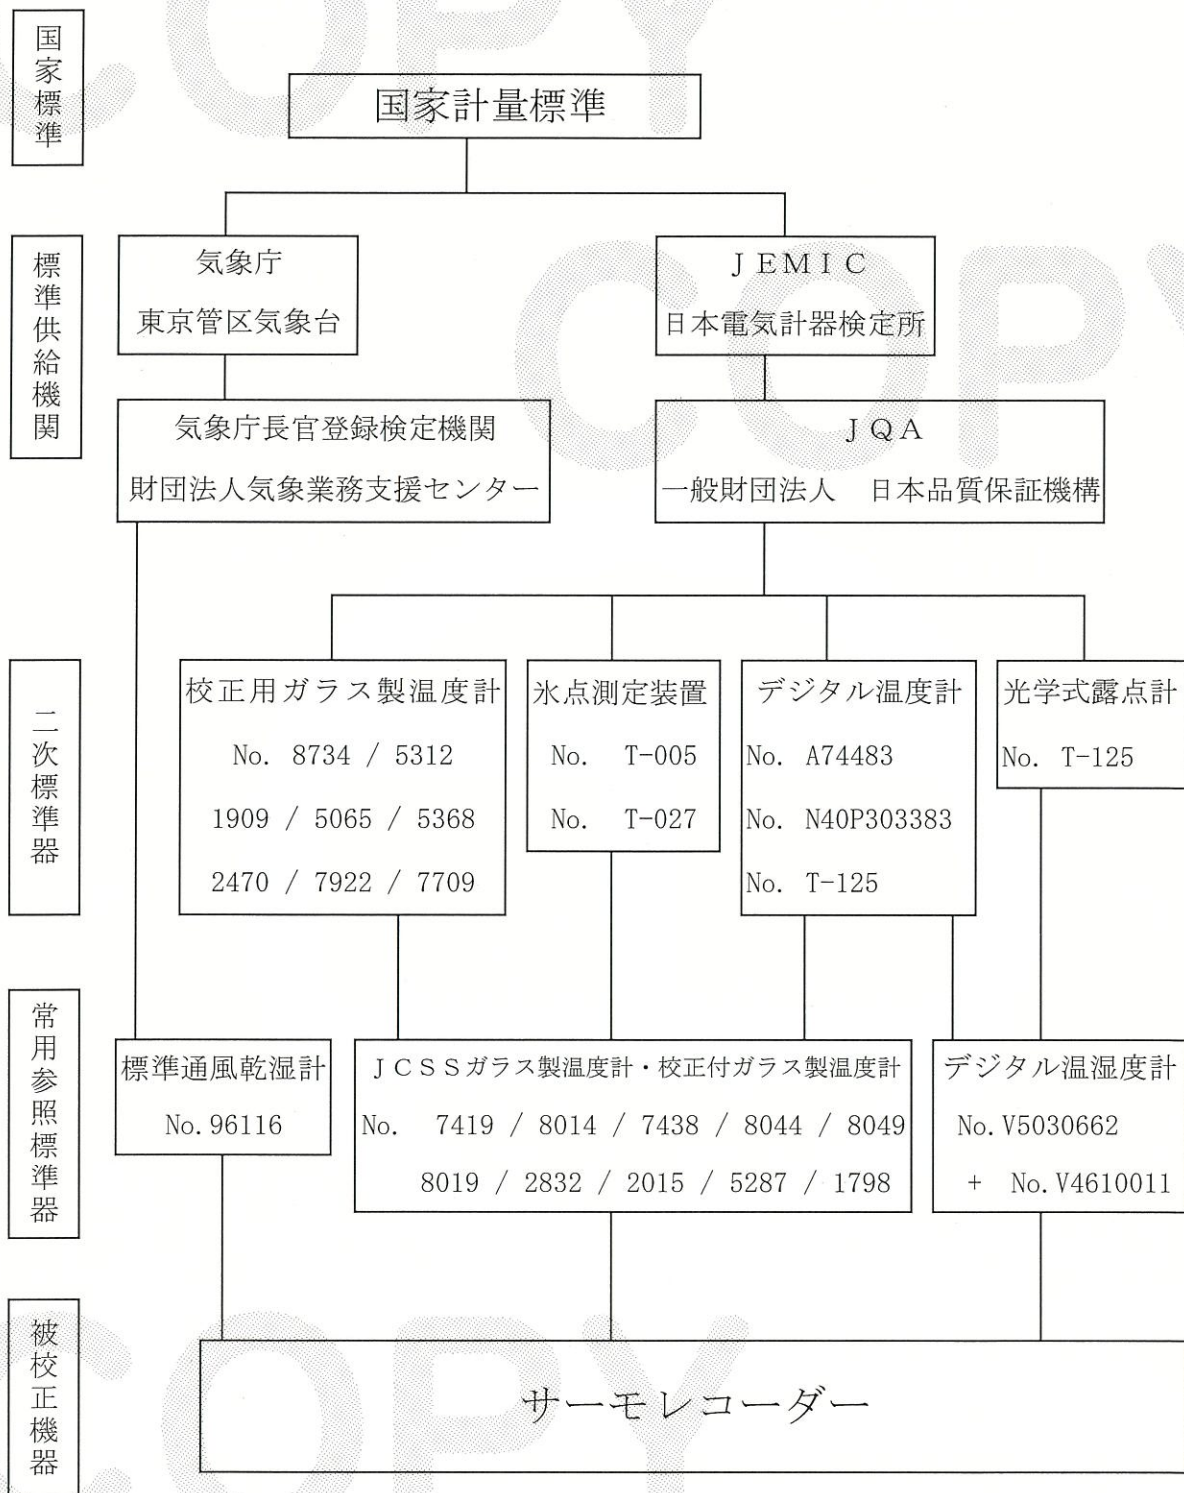 COPY
国家標準
国家計量標準
標準供給機関
気象庁
東京管区気象台
JEMIC
日本電気計器検定所
COPY
気象庁長官登録検定機関
財団法人気象業務支援センター
JQA
一般財団法人　日本品質保証機構
二次標準器
校正用ガラス製温度計
No. 8734 / 5312
1909 / 5065 / 5368
2470 / 7922 / 7709
氷点測定装置
No. T-005
No. T-027
デジタル温度計
No. A74483
No. N40P303383
No. T-125
光学式露点計
No. T-125
常用参照標準器
標準通風乾湿計
No.96116
JCSSガラス製温度計・校正付ガラス製温度計
No. 7419 / 8014 / 7438 / 8044 / 8049
8019 / 2832 / 2015 / 5287 / 1798
デジタル温湿度計
No.V5030662
+ No.V4610011
被校正機器
サーモレコーダー
COPY